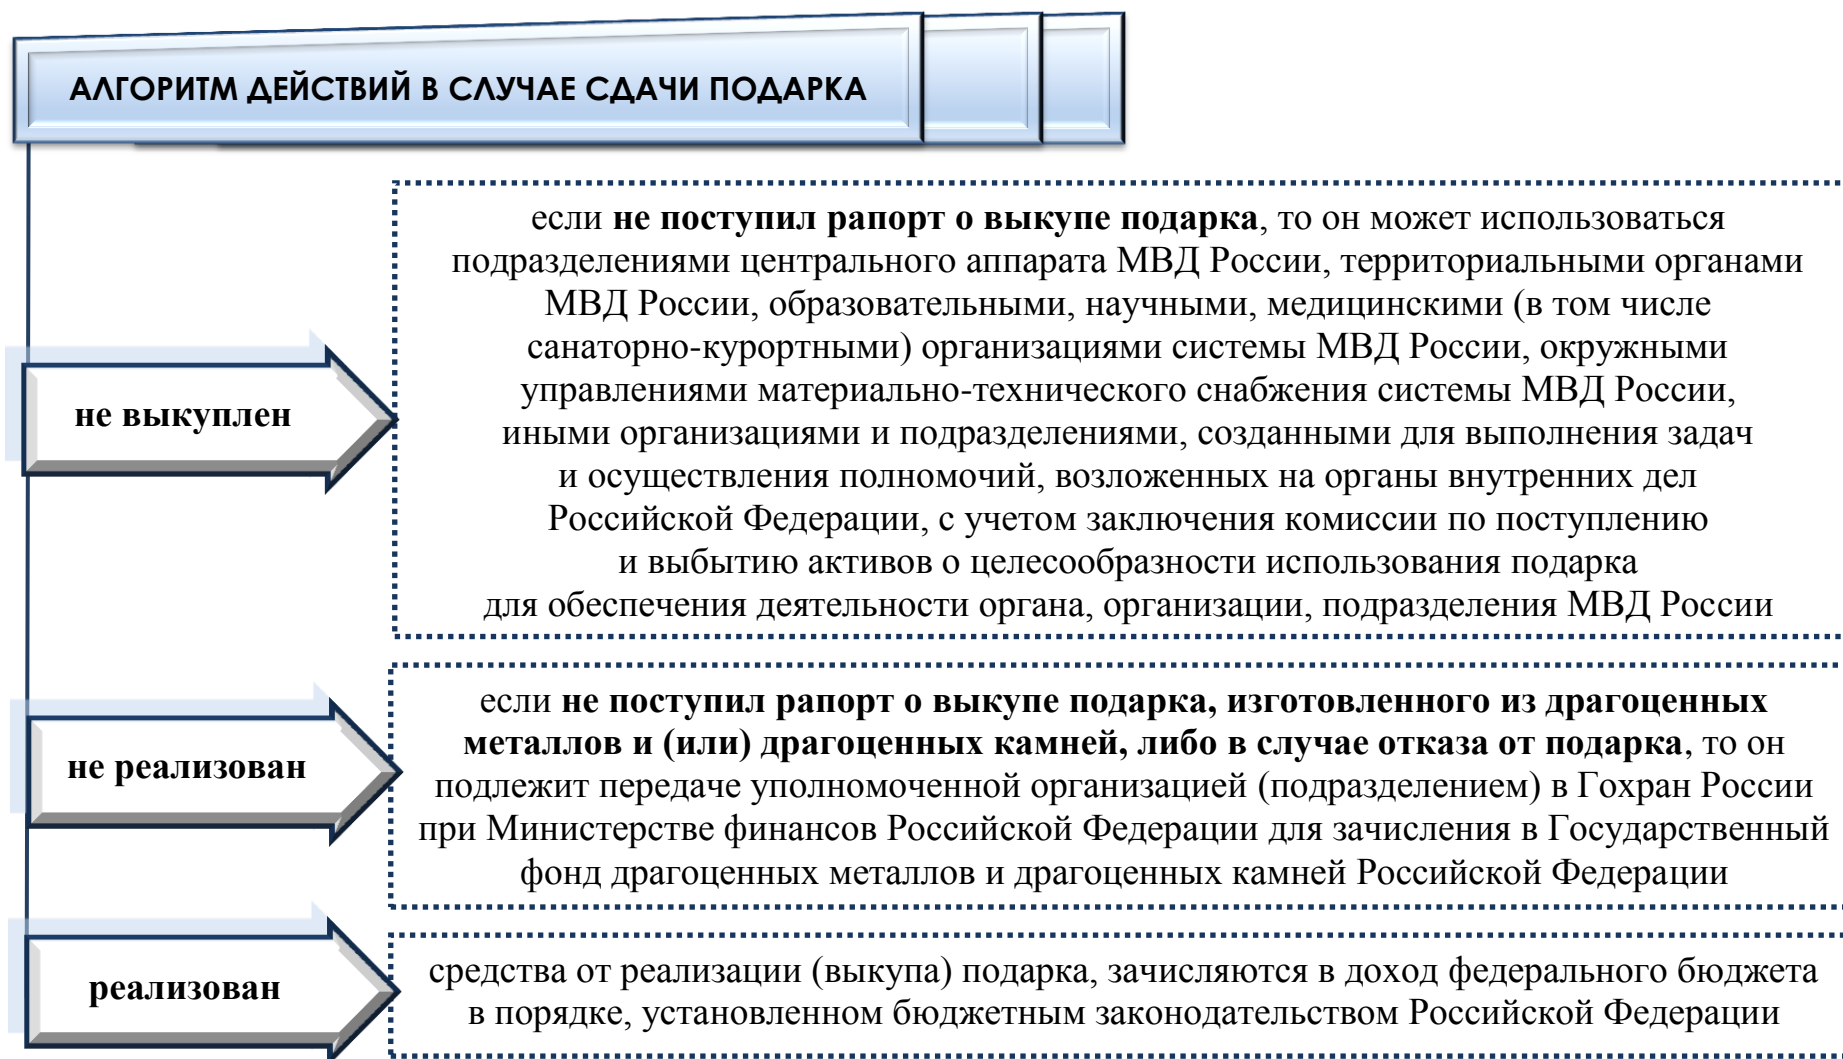 АЛГОРИТМ ДЕЙСТВИЙ В СЛУЧАЕ СДАЧИ ПОДАРКА
не выкуплен
если не поступил рапорт о выкупе подарка, то он может использоваться
подразделениями центрального аппарата МВД России, территориальными органами
МВД России, образовательными, научными, медицинскими (в том числе
санаторно-курортными) организациями системы МВД России, окружными
управлениями материально-технического снабжения системы МВД России,
иными организациями и подразделениями, созданными для выполнения задач
и осуществления полномочий, возложенных на органы внутренних дел
Российской Федерации, с учетом заключения комиссии по поступлению
и выбытию активов о целесообразности использования подарка
для обеспечения деятельности органа, организации, подразделения МВД России
не реализован
если не поступил рапорт о выкупе подарка, изготовленного из драгоценных
металлов и (или) драгоценных камней, либо в случае отказа от подарка, то он
подлежит передаче уполномоченной организацией (подразделением) в Гохран России
при Министерстве финансов Российской Федерации для зачисления в Государственный
фонд драгоценных металлов и драгоценных камней Российской Федерации
реализован
средства от реализации (выкупа) подарка, зачисляются в доход федерального бюджета
в порядке, установленном бюджетным законодательством Российской Федерации